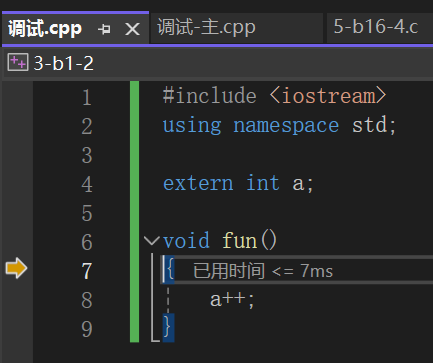 调试.cpp 调试-主.cpp 5-b16-4.c
3-b1-2
1 #include <iostream>
2 using namespace std;
3
4 extern int a;
5
6 void fun()
7 { 已用时间 <= 7ms
8 a++;
9 }